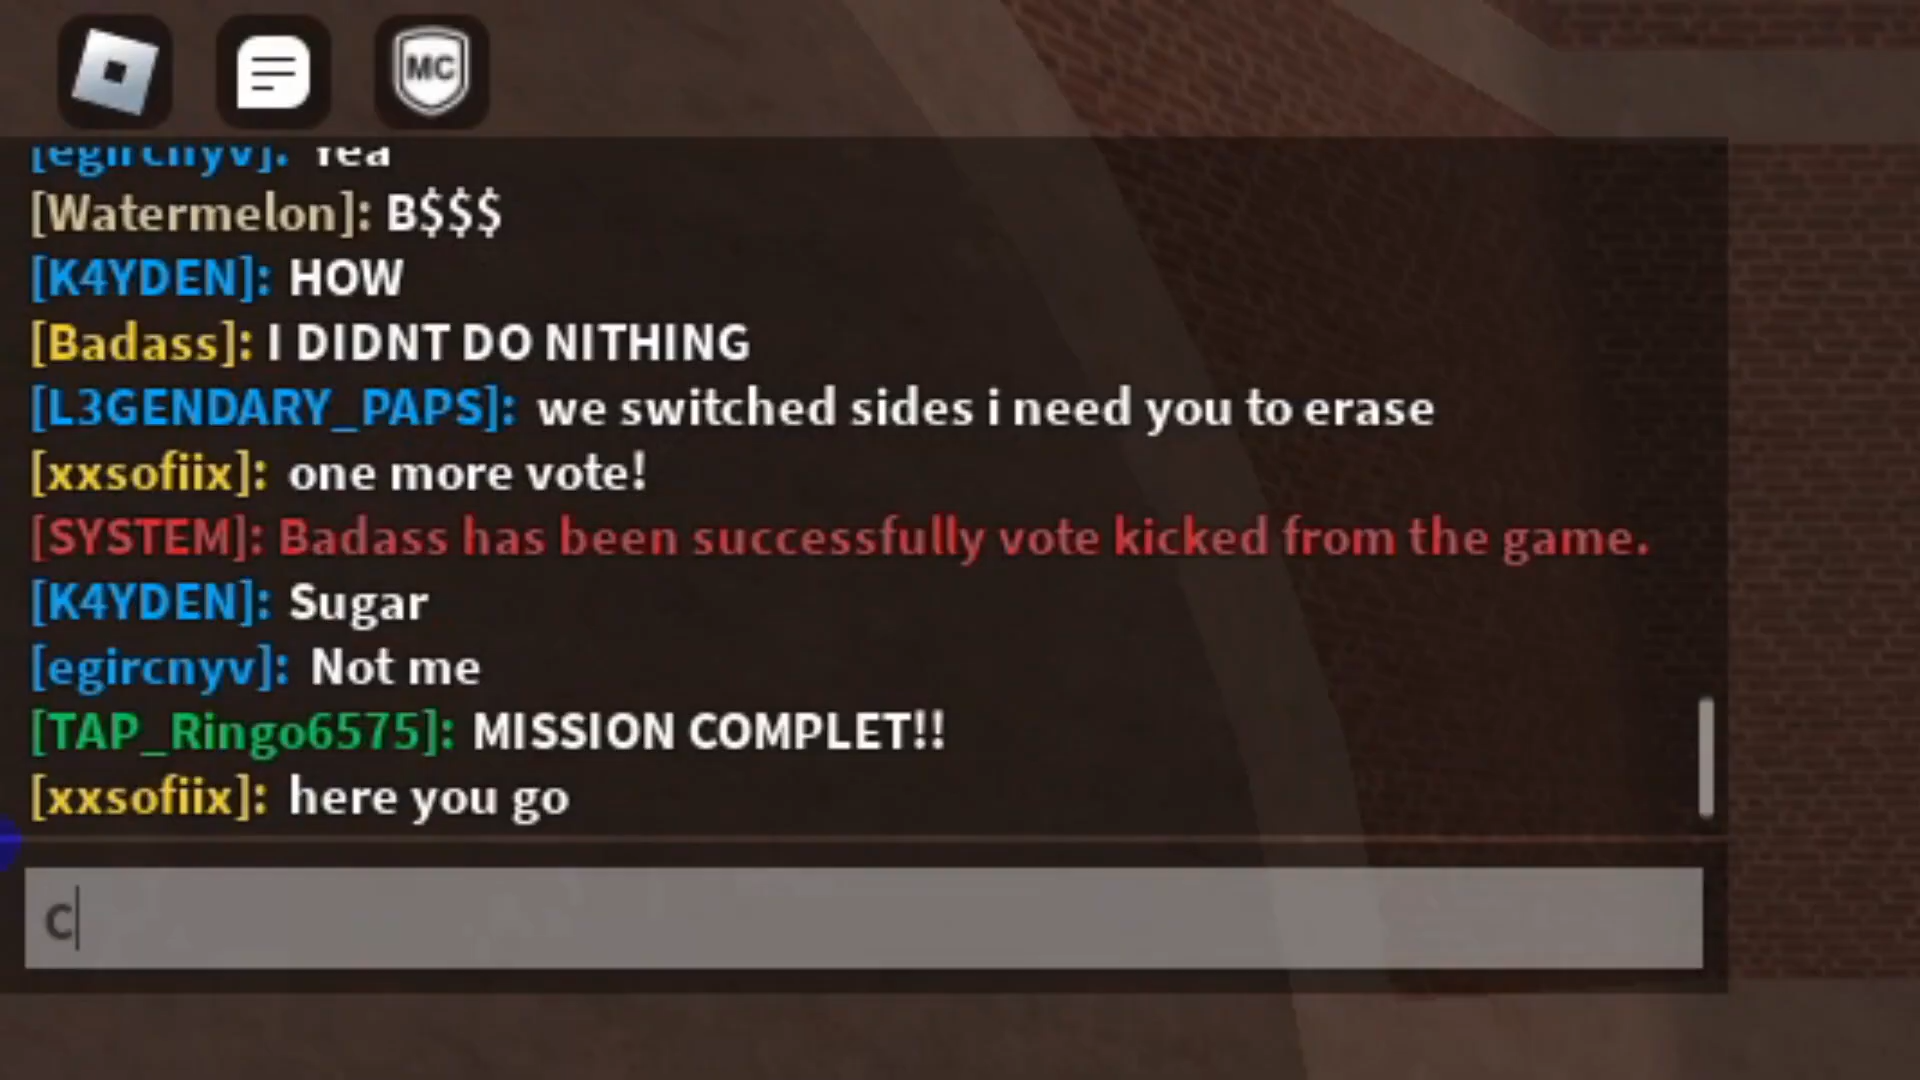 MC
[egircnyv]: Yea
[Watermelon]: B$$$
[K4YDEN]: HOW
[Badass]: I DIDNT DO NITHING
[L3GENDARY_PAPS]: we switched sides i need you to erase
[xxsofiix]: one more vote!
[SYSTEM]: Badass has been successfully vote kicked from the game.
[K4YDEN]: Sugar
[egircnyv]: Not me
[TAP_Ringo6575]: MISSION COMPLET!!
[xxsofiix]: here you go
C